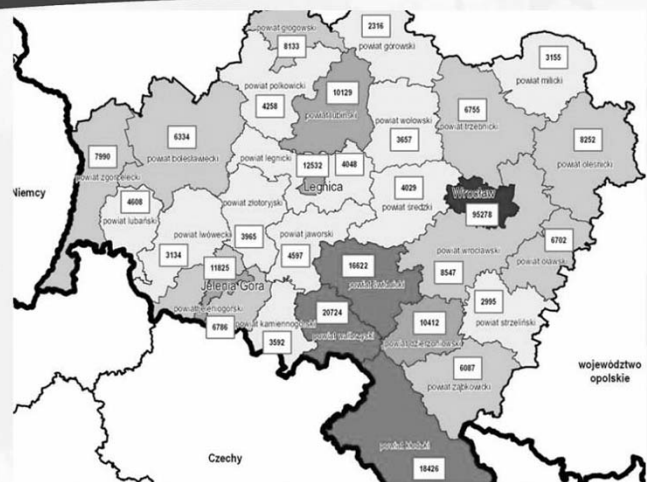 powiat głogowski
8133
2316
powiat górowski
3155
powiat milicki
powiat polkowicki
4258
10129
powiat lubiński
6755
powiat trzebnicki
powiat wołowski
3657
6334
powiat bolesławiecki
8252
powiat oleśnicki
7990
powiat zgorzelecki
powiat legnicki
12532
4048
Legnica
4029
powiat średzki
Wrocław
95278
Niemcy
4608
powiat lubański
powiat złotoryjski
powiat lwówecki
3965
powiat jaworski
4597
3134
11825
Jelenia Góra
powiat jeleniogórski
6786
16622
powiat świdnicki
powiat wrocławski
8547
6702
powiat oławski
2995
powiat strzeliński
powiat kamiennogórski
3592
20724
powiat wałbrzyski
10412
powiat dzierżoniowski
6087
powiat ząbkowicki
województwo
opolskie
Czechy
powiat kłodzki
18426